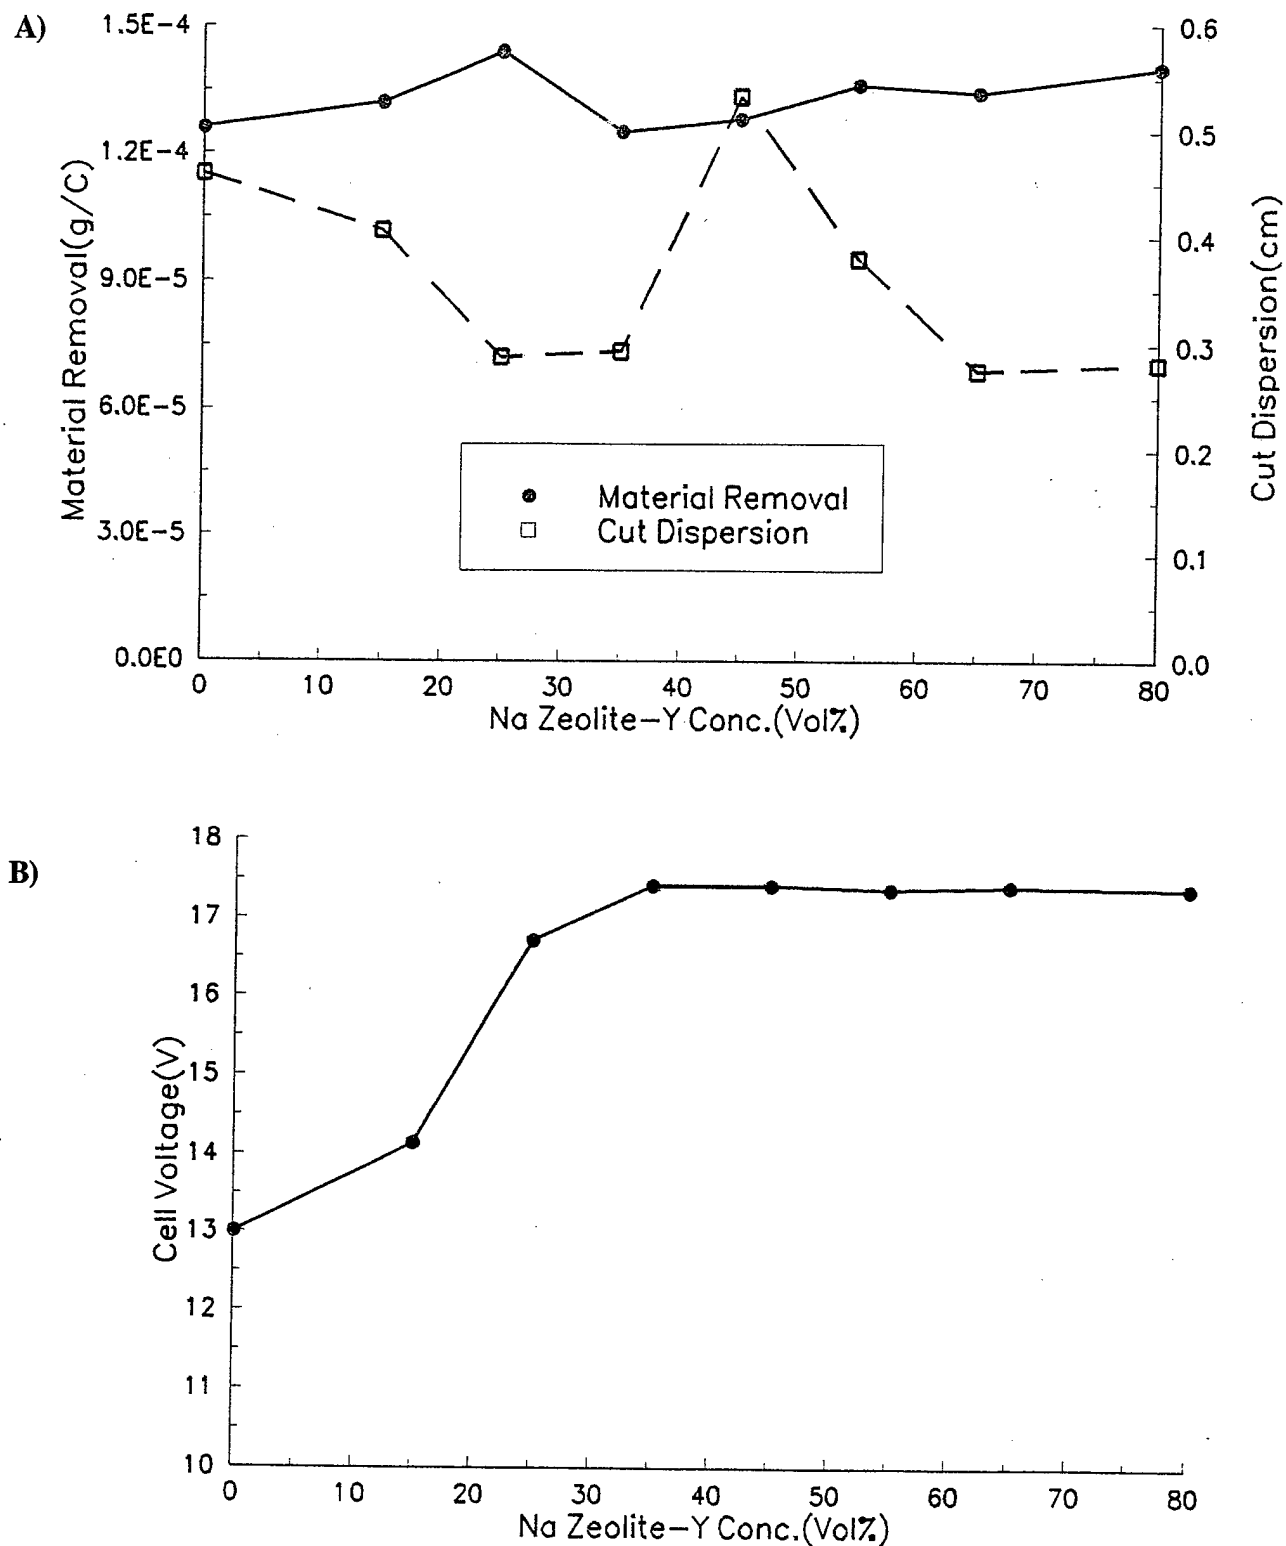 A)
Material Removal(g/C)
1.5E-4
1.2E-4
9.0E-5
6.0E-5
3.0E-5
0.0E0
0.6
0.5
0.4
0.3
0.2
0.1
0.0
Cut Dispersion(cm)
Material Removal
Cut Dispersion
0 10 20 30 40 50 60 70 80
Na Zeolite-Y Conc.(Vol%)
B)
Cell Voltage(V)
18
17
16
15
14
13
12
11
10
0 10 20 30 40 50 60 70 80
Na Zeolite-Y Conc.(Vol%)